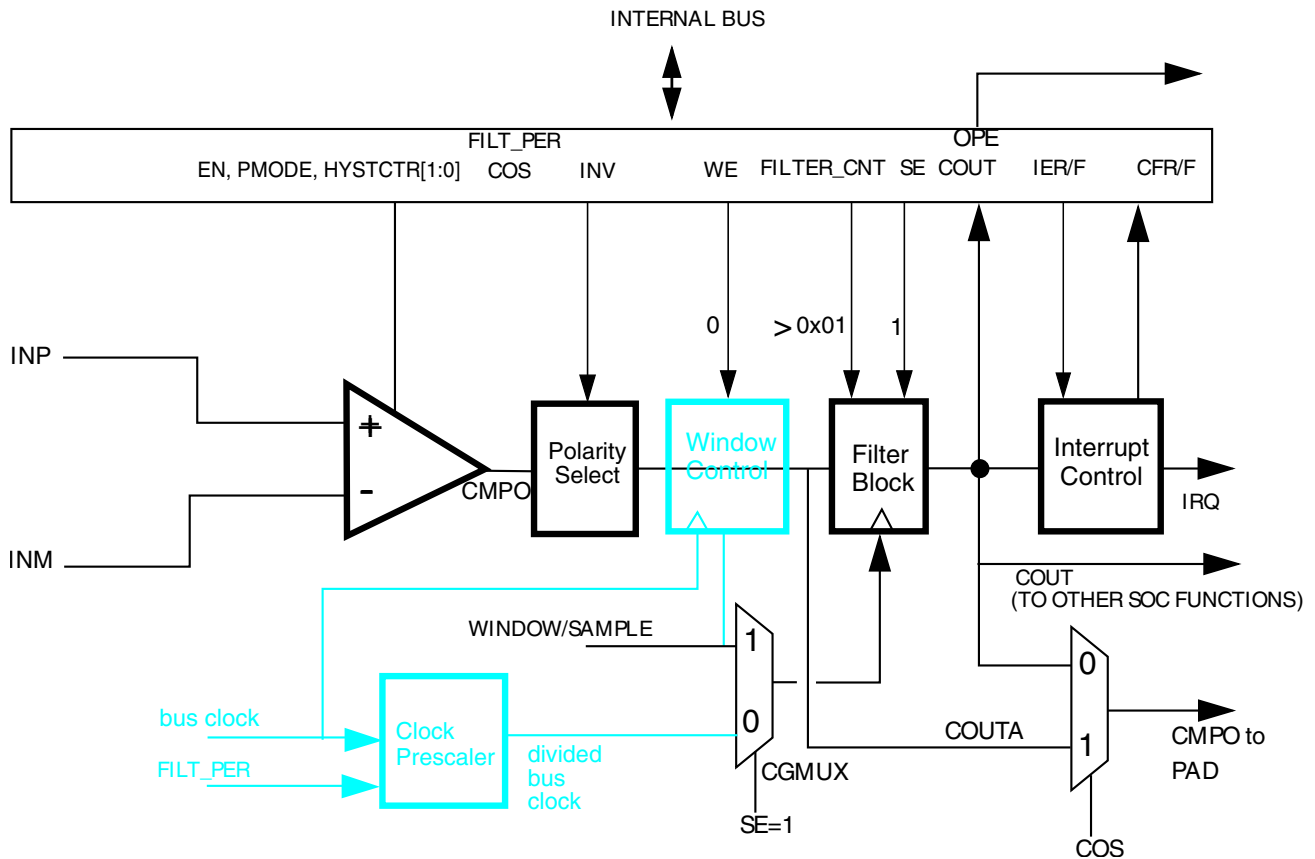 INTERNAL BUS
FILT_PER
OPE
EN, PMODE, HYSTCTR[1:0]
COS
INV
WE
FILTER_CNT
SE
COUT
IER/F
CFR/F
0
> 0x01
1
INP
+
-
INM
CMPO
Polarity
Select
Window
Control
Filter
Block
Interrupt
Control
IRQ
COUT
(TO OTHER SOC FUNCTIONS)
WINDOW/SAMPLE
1
0
CGMUX
SE=1
bus clock
FILT_PER
Clock
Prescaler
divided
bus
clock
COUTA
0
1
CMPO to
PAD
COS